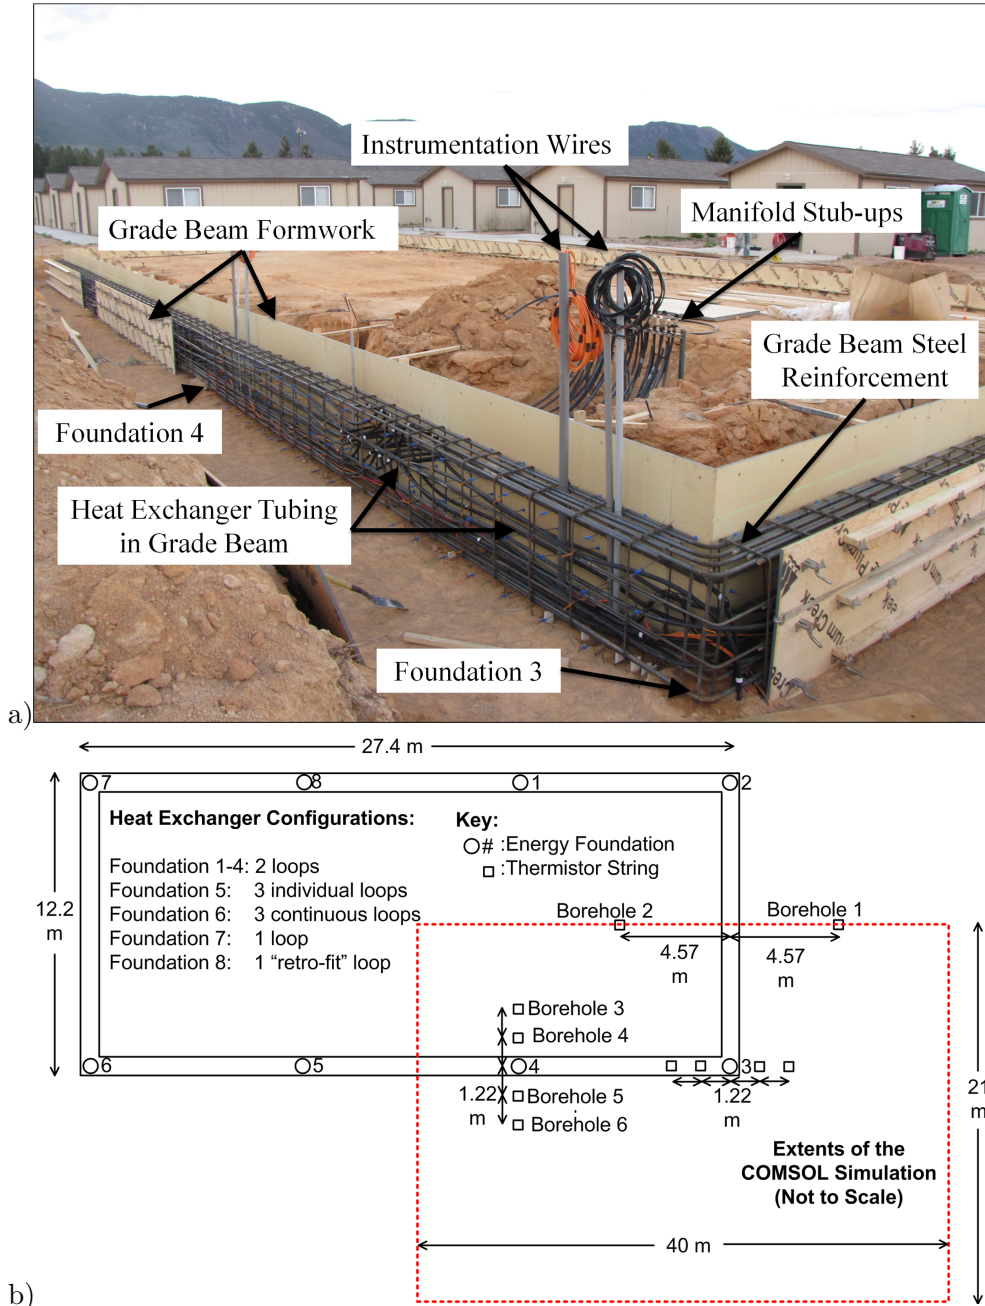 Instrumentation Wires
Manifold Stub-ups
Grade Beam Formwork
Grade Beam Steel
Reinforcement
Foundation 4
Heat Exchanger Tubing
in Grade Beam
Foundation 3
a)
27.4 m
7
8
1
2
Heat Exchanger Configurations:
Key:
# :Energy Foundation
:Thermistor String
Foundation 1-4: 2 loops
Foundation 5: 3 individual loops
Foundation 6: 3 continuous loops
Foundation 7: 1 loop
Foundation 8: 1 “retro-fit” loop
12.2
m
Borehole 2
Borehole 1
4.57
m
4.57
m
Borehole 3
Borehole 4
6
5
4
3
1.22
m
Borehole 5
Borehole 6
1.22
m
21
m
Extents of the
COMSOL Simulation
(Not to Scale)
40 m
b)